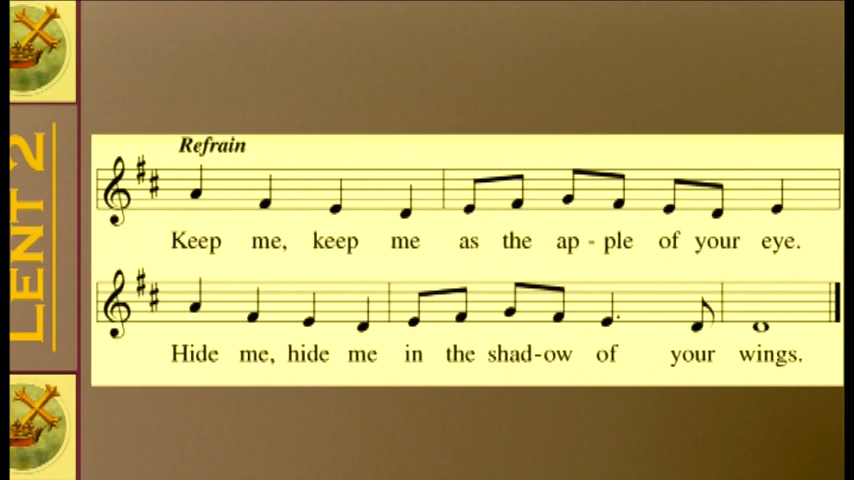 LENT 2
Refrain
Keep me, keep me as the ap - ple of your eye.
Hide me, hide me in the shad-ow of your wings.